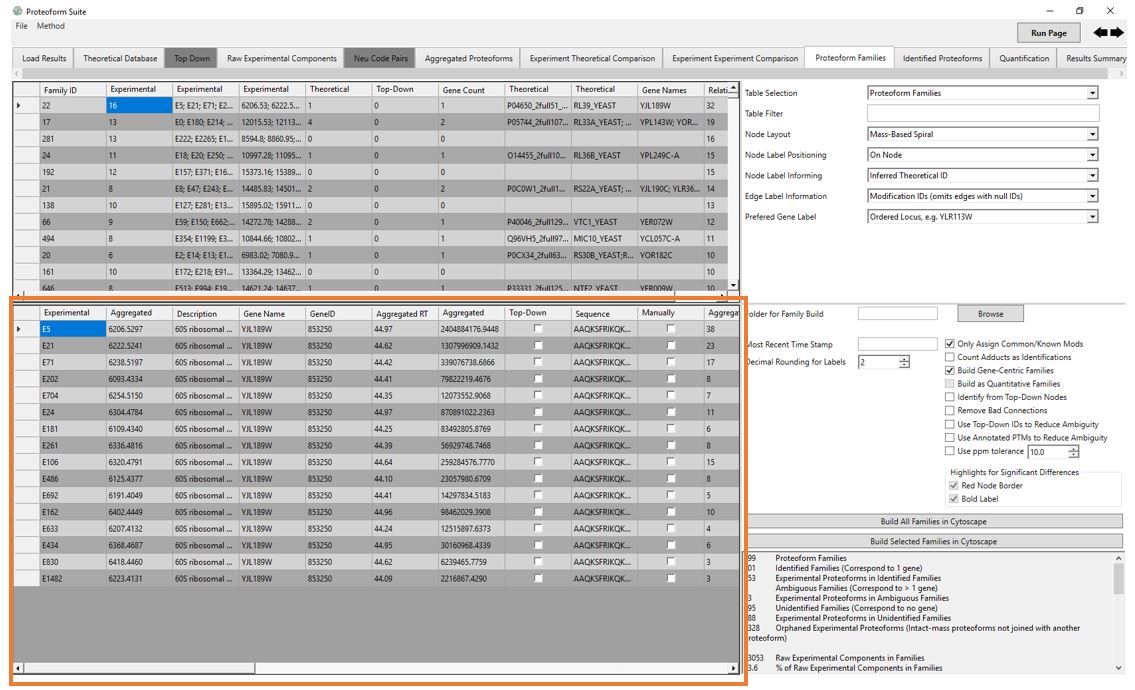 Proteoform Suite
File Method
Run Page
Load Results Theoretical Database Top Down Raw Experimental Components Neu Code Pairs Aggregated Proteoforms Experiment Theoretical Comparison Experiment Experiment Comparison Proteoform Families Identified Proteoforms Quantification Results Summary
Family ID Experimental Experimental Experimental Theoretical Top-Down Gene Count Theoretical Theoretical Gene Names Relati
22 16 E5; E21; E71; E2... 6206.53; 6222.5... 1 0 1 P04650_2full51_... RL39_YEAST YJL189W 32
17 13 E0; E180; E214; ... 12015.53; 12113... 4 0 2 P05744_2full107... RL33A_YEAST; ... YPL143W; YOR... 19
281 13 E222; E2265; E1... 8594.8; 8860.95;... 0 0 0 16
24 11 E18; E20; E250; ... 10997.28; 11095... 1 0 1 O14455_2full10... RL36B_YEAST YPL249C-A 15
192 12 E157; E371; E16... 15373.16; 15389... 0 0 0 15
21 8 E8; E47; E243; E... 14485.83; 14501... 2 0 2 P0C0W1_2full... RS22A_YEAST; ... YJL190C; YLR36... 14
138 10 E127; E281; E13... 15895.02; 15911... 0 0 0 13
66 9 E59; E150; E662;... 14272.78; 14288... 2 0 1 P40046_2full129... VTC1_YEAST YER072W 12
494 8 E354; E1199; E3... 10844.66; 10802... 1 0 1 Q96VH5_2full97... MIC10_YEAST YCL057C-A 11
20 6 E2; E14; E13; E1... 6983.02; 7080.9... 1 0 1 P0CX34_2full63... RS30B_YEAST;R... YOR182C 10
161 10 E172; E218; E91... 13364.29; 13462... 0 0 0 10
646 8 E513; E994; E19... 14621.24; 14637... 1 0 1 P33331_2full125... NTF2_YEAST YER009W 10
Table Selection Proteoform Families
Table Filter
Node Layout Mass-Based Spiral
Node Label Positioning On Node
Node Label Informing Inferred Theoretical ID
Edge Label Information Modification IDs (omits edges with null IDs)
Prefered Gene Label Ordered Locus, e.g. YLR113W
Experimental Aggregated Description Gene Name GeneID Aggregated RT Aggregated Top-Down Sequence Manually Aggregat
E5 6206.5297 60S ribosomal ... YJL189W 853250 44.97 2404884176.9448 AAQKSFRIKQK... 38
E21 6222.5241 60S ribosomal ... YJL189W 853250 44.62 1307996909.1432 AAQKSFRIKQK... 23
E71 6238.5197 60S ribosomal ... YJL189W 853250 44.42 339076738.6866 AAQKSFRIKQK... 17
E202 6093.4334 60S ribosomal ... YJL189W 853250 44.41 79822219.4676 AAQKSFRIKQK... 8
E704 6254.5150 60S ribosomal ... YJL189W 853250 44.35 12073552.9068 AAQKSFRIKQK... 7
E24 6304.4784 60S ribosomal ... YJL189W 853250 44.97 870891022.2363 AAQKSFRIKQK... 11
E181 6109.4340 60S ribosomal ... YJL189W 853250 44.25 83492805.8769 AAQKSFRIKQK... 6
E261 6336.4816 60S ribosomal ... YJL189W 853250 44.39 56929748.7468 AAQKSFRIKQK... 8
E106 6320.4791 60S ribosomal ... YJL189W 853250 44.64 259284576.7770 AAQKSFRIKQK... 15
E486 6125.4377 60S ribosomal ... YJL189W 853250 44.10 23057980.6709 AAQKSFRIKQK... 8
E692 6191.4049 60S ribosomal ... YJL189W 853250 44.41 14297834.5183 AAQKSFRIKQK... 5
E162 6402.4449 60S ribosomal ... YJL189W 853250 44.96 98462029.3908 AAQKSFRIKQK... 10
E633 6207.4132 60S ribosomal ... YJL189W 853250 44.24 12515897.6373 AAQKSFRIKQK... 4
E434 6368.4687 60S ribosomal ... YJL189W 853250 44.95 30160968.4339 AAQKSFRIKQK... 6
E830 6418.4460 60S ribosomal ... YJL189W 853250 44.62 6239465.7759 AAQKSFRIKQK... 3
E1482 6223.4131 60S ribosomal ... YJL189W 853250 44.09 2216867.4290 AAQKSFRIKQK... 3
older for Family Build Browse
Most Recent Time Stamp
Decimal Rounding for Labels 2
Only Assign Common/Known Mods
Count Adducts as Identifications
Build Gene-Centric Families
Build as Quantitative Families
Identify from Top-Down Nodes
Remove Bad Connections
Use Top-Down IDs to Reduce Ambiguity
Use Annotated PTMs to Reduce Ambiguity
Use ppm tolerance 10.0
Highlights for Significant Differences
Red Node Border
Bold Label
Build All Families in Cytoscape
Build Selected Families in Cytoscape
99 Proteoform Families
01 Identified Families (Correspond to 1 gene)
53 Experimental Proteoforms in Identified Families
Ambiguous Families (Correspond to > 1 gene)
3 Experimental Proteoforms in Ambiguous Families
95 Unidentified Families (Correspond to no gene)
88 Experimental Proteoforms in Unidentified Families
328 Orphaned Experimental Proteoforms (Intact-mass proteoforms not joined with another
roteoform)
3053 Raw Experimental Components in Families
3.6 % of Raw Experimental Components in Families